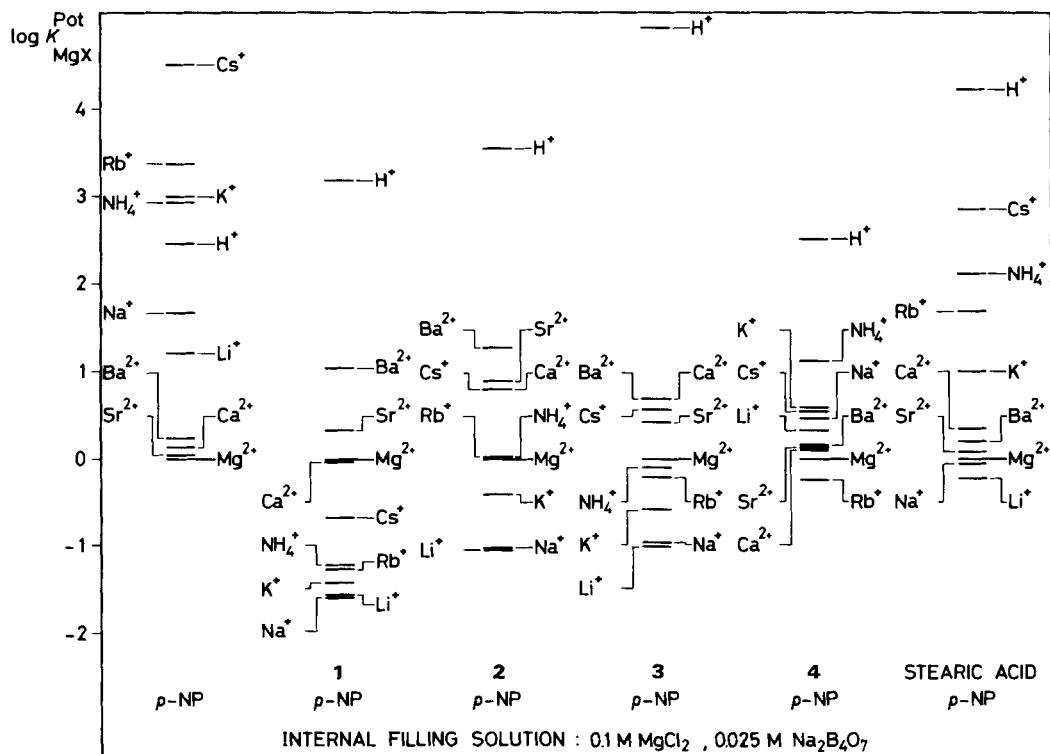 log K Pot MgX
4
3
2
1
0
-1
-2
Cs⁺
Rb⁺
K⁺
NH₄⁺
H⁺
Na⁺
Li⁺
Ba²⁺
Sr²⁺
Ca²⁺
Mg²⁺
ρ-NP
H⁺
Ba²⁺
Sr²⁺
Mg²⁺
Ca²⁺
Cs⁺
NH₄⁺
Rb⁺
K⁺
Li⁺
Na⁺
1
ρ-NP
H⁺
Ba²⁺
Sr²⁺
Cs⁺
Ca²⁺
Rb⁺
NH₄⁺
Mg²⁺
K⁺
Li⁺
Na⁺
2
ρ-NP
H⁺
Ba²⁺
Ca²⁺
Cs⁺
Sr²⁺
Mg²⁺
NH₄⁺
Rb⁺
K⁺
Na⁺
Li⁺
3
ρ-NP
H⁺
K⁺
NH₄⁺
Cs⁺
Na⁺
Li⁺
Ba²⁺
Mg²⁺
Sr²⁺
Rb⁺
Ca²⁺
4
ρ-NP
H⁺
Cs⁺
NH₄⁺
Rb⁺
Ca²⁺
K⁺
Sr²⁺
Ba²⁺
Mg²⁺
Na⁺
Li⁺
STEARIC ACID
ρ-NP
INTERNAL FILLING SOLUTION : 0.1 M MgCl₂ , 0.025 M Na₂B₄O₇